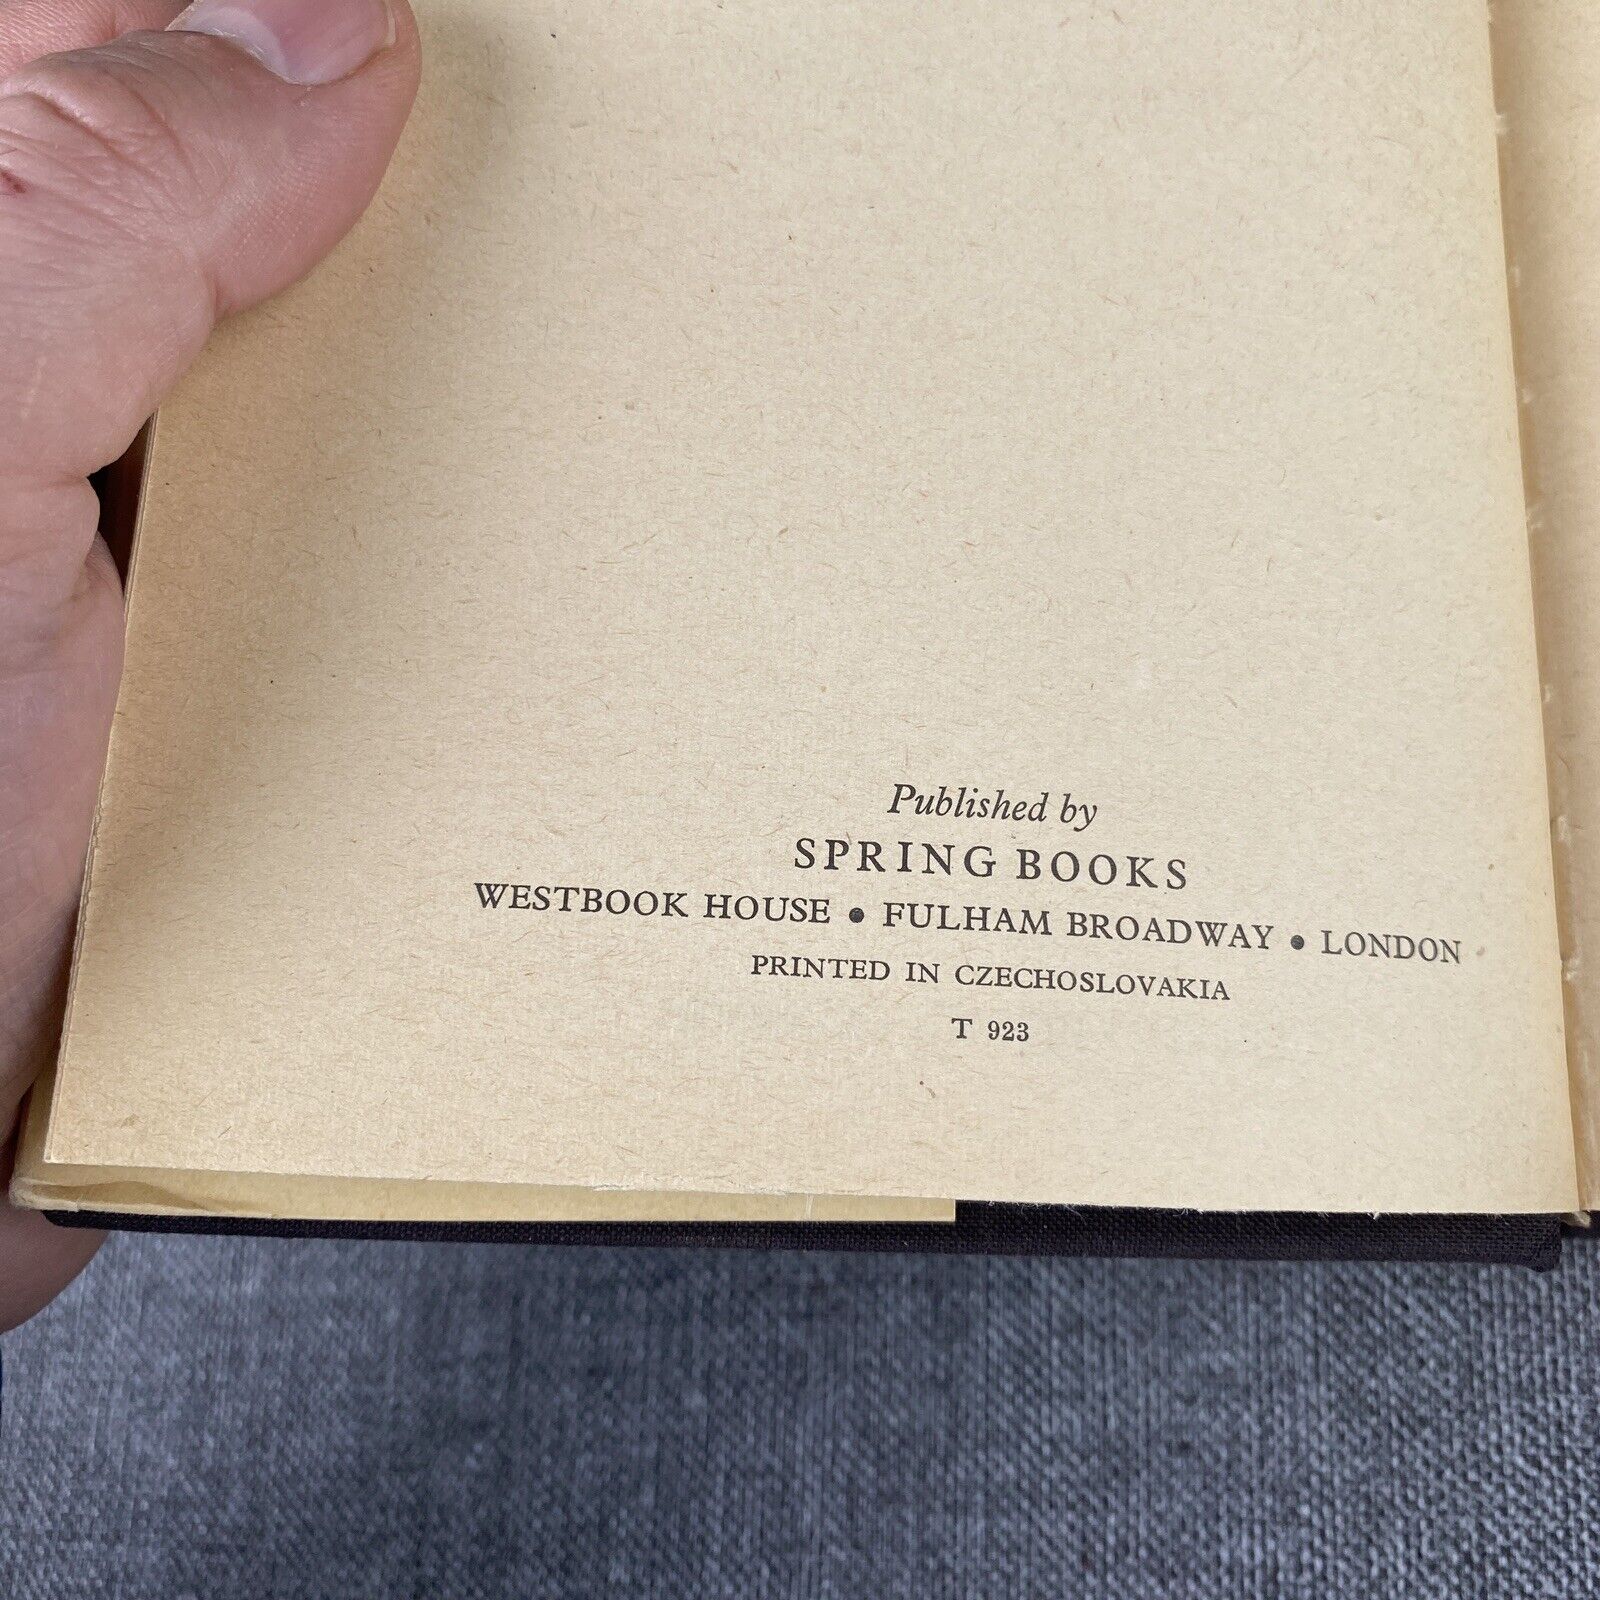 Published by
SPRING BOOKS
WESTBOOK HOUSE • FULHAM BROADWAY • LONDON
PRINTED IN CZECHOSLOVAKIA
T 923